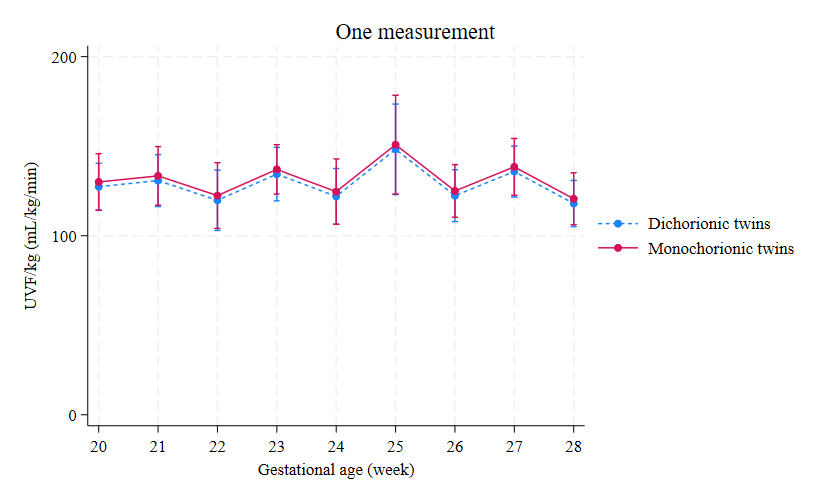 One measurement
200
100
0
UVF/kg (mL/kg/min)
20 21 22 23 24 25 26 27 28
Gestational age (week)
Dichorionic twins
Monochorionic twins